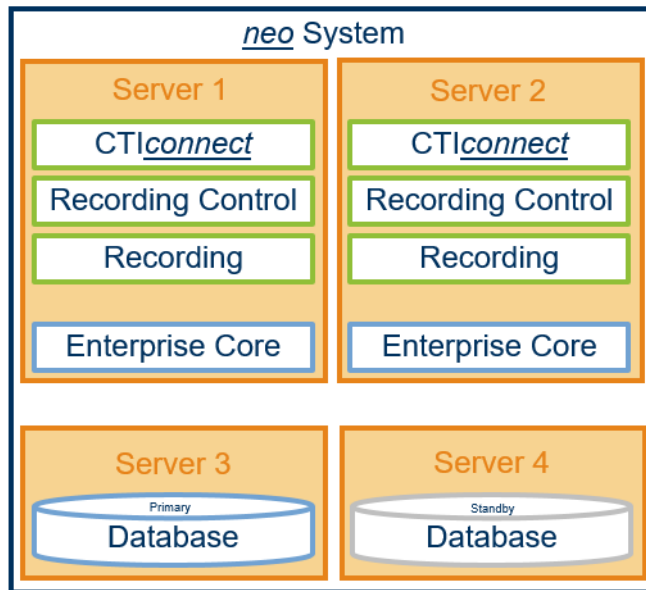 neo System
Server 1
CTIconnect
Recording Control
Recording
Enterprise Core
Server 2
CTIconnect
Recording Control
Recording
Enterprise Core
Server 3
Primary
Database
Server 4
Standby
Database